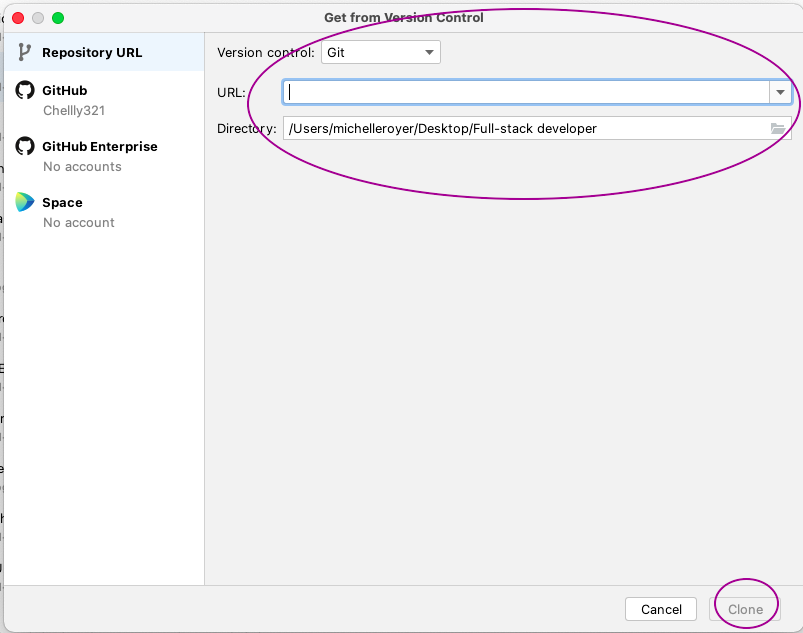 Get from Version Control
Repository URL
GitHub
Chellly321
GitHub Enterprise
No accounts
Space
No account
Version control: Git
URL:
Directory: /Users/michelleroyer/Desktop/Full-stack developer
Cancel
Clone